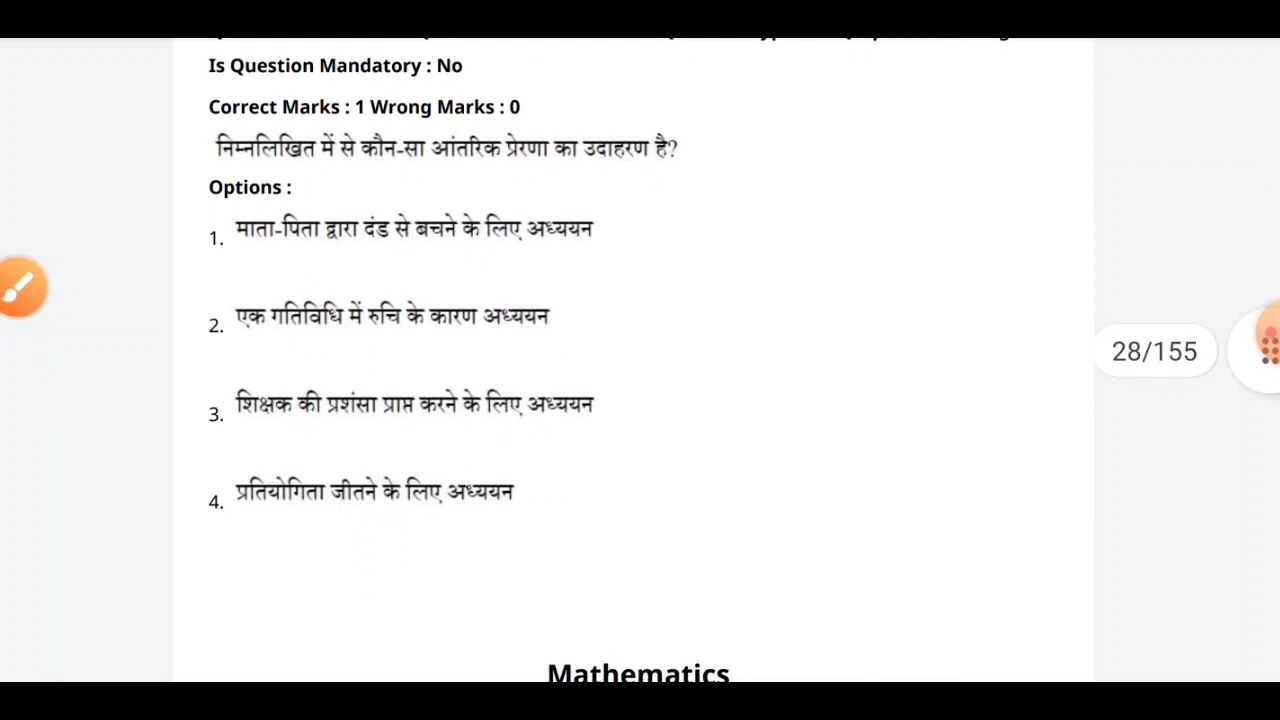 Is Question Mandatory : No
Correct Marks : 1 Wrong Marks : 0
निम्नलिखित में से कौन-सा आंतरिक प्रेरणा का उदाहरण है?
Options :
1. माता-पिता द्वारा दंड से बचने के लिए अध्ययन
2. एक गतिविधि में रुचि के कारण अध्ययन
28/155
3. शिक्षक की प्रशंसा प्राप्त करने के लिए अध्ययन
4. प्रतियोगिता जीतने के लिए अध्ययन
Mathematics